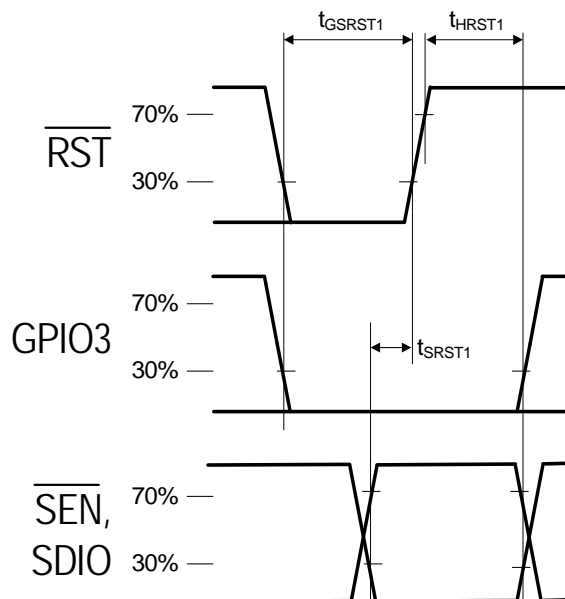 tGSRST1 tHRST1
70%
RST
30%
70%
GPIO3
30%
tSRST1
70%
SEN,
SDIO
30%